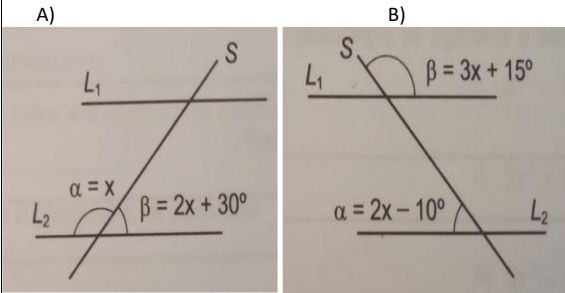 A)
B)
S
L₁
α = x
β = 2x + 30º
L₂
S
β = 3x + 15º
L₁
α = 2x – 10º
L₂